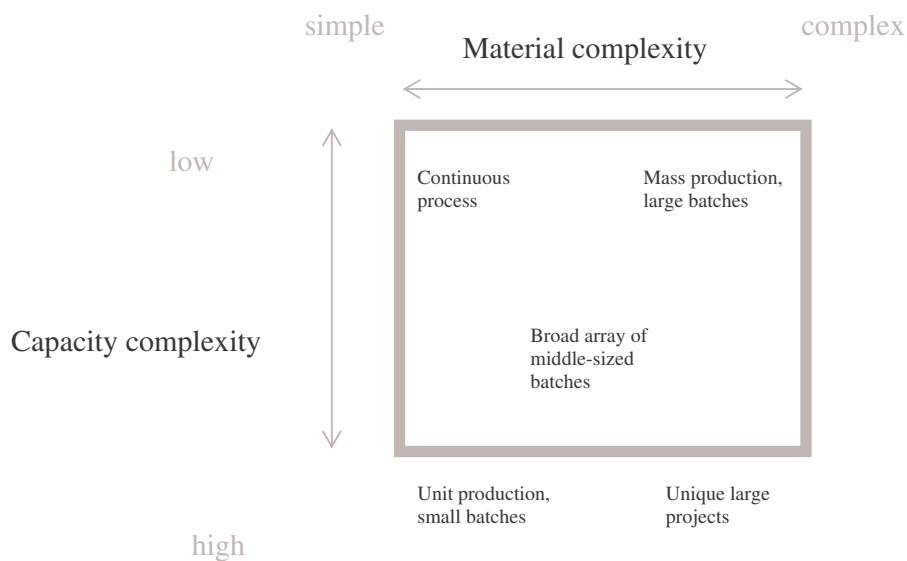 simple
complex
Material complexity
low
Continuous
process
Mass production,
large batches
Capacity complexity
Broad array of
middle-sized
batches
Unit production,
small batches
Unique large
projects
high